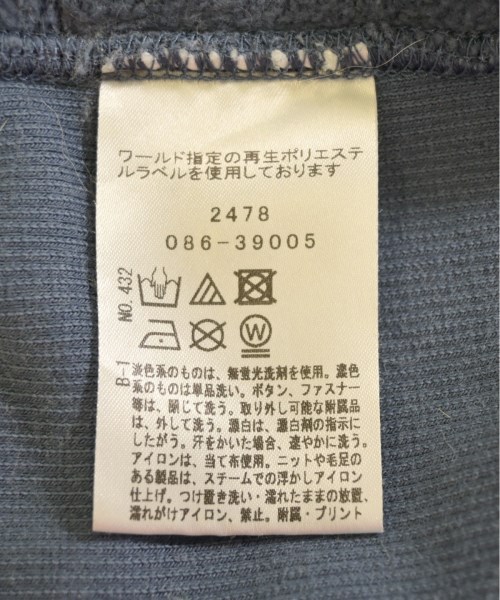 ワールド指定の再生ポリエステ
ルラベルを使用しております
2478
086-39005
NO.432
W
B-1
淡色系のものは、無蛍光洗剤を使用。濃色
系のものは単品洗い。ボタン、ファスナー
等は、閉じて洗う。取り外し可能な附属品
は、外して洗う。漂白は、漂白剤の指示に
したがう。汗をかいた場合、速やかに洗う。
アイロンは、当て布使用。ニットや毛足の
ある製品は、スチームでの浮かしアイロン
仕上げ。つけ置き洗い・濡れたままの放置、
濡れがけアイロン、禁止。附属・プリント